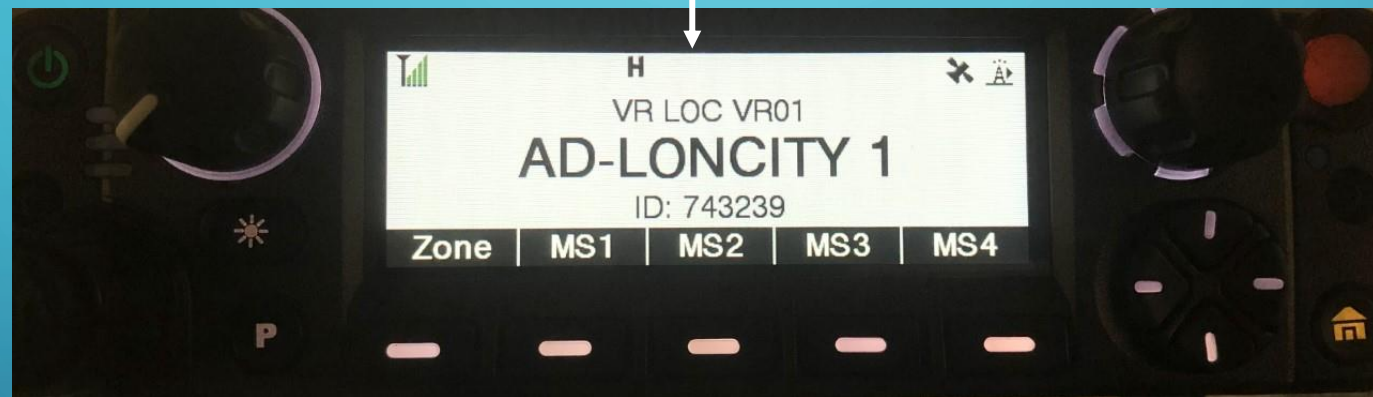 H
VR LOC VR01
AD-LONCITY 1
ID: 743239
Zone MS1 MS2 MS3 MS4
P